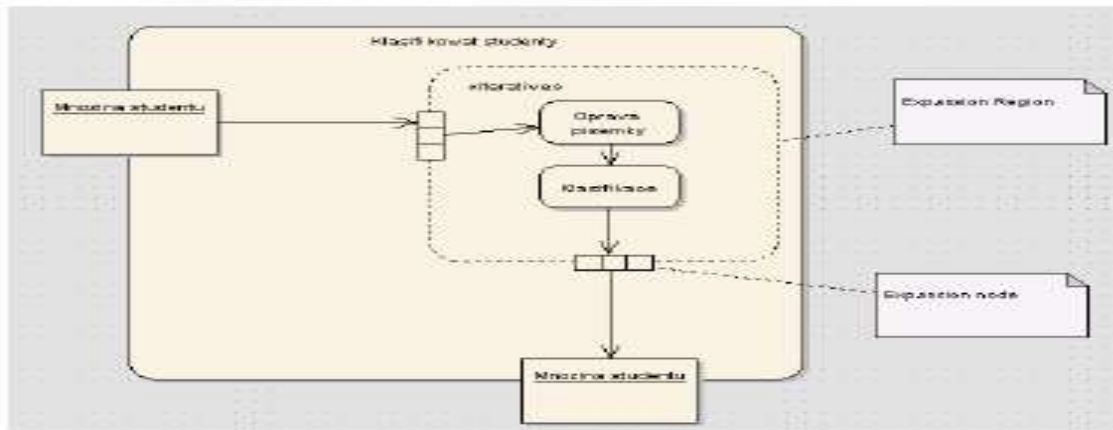 Klasifikovat studenty
Mnozina studentu
«iterative»
Oprava
pisemky
Klasifikace
Expansion Region
Expansion node
Mnozina studentu